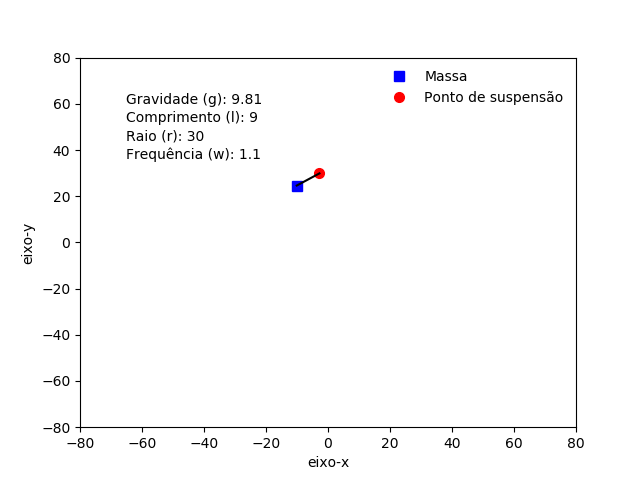 Massa
Ponto de suspensão
Gravidade (g): 9.81
Comprimento (l): 9
Raio (r): 30
Frequência (w): 1.1
80
60
40
20
0
−20
−40
−60
−80
eixo-y
−80 −60 −40 −20 0 20 40 60 80
eixo-x